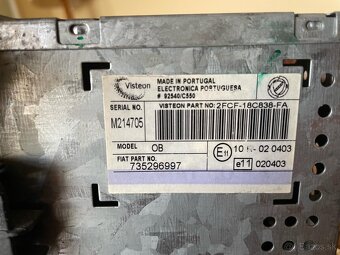 Visteon
MADE IN PORTUGAL
ELECTRONICA PORTUGUESA
# 92540/C550
SERIAL NO.
VISTEON PART NO: 2FCF-18C838-FA
M214705
MODEL
OB
E11
10 R- 02 0403
FIAT PART NO.
735296997
e11 020403